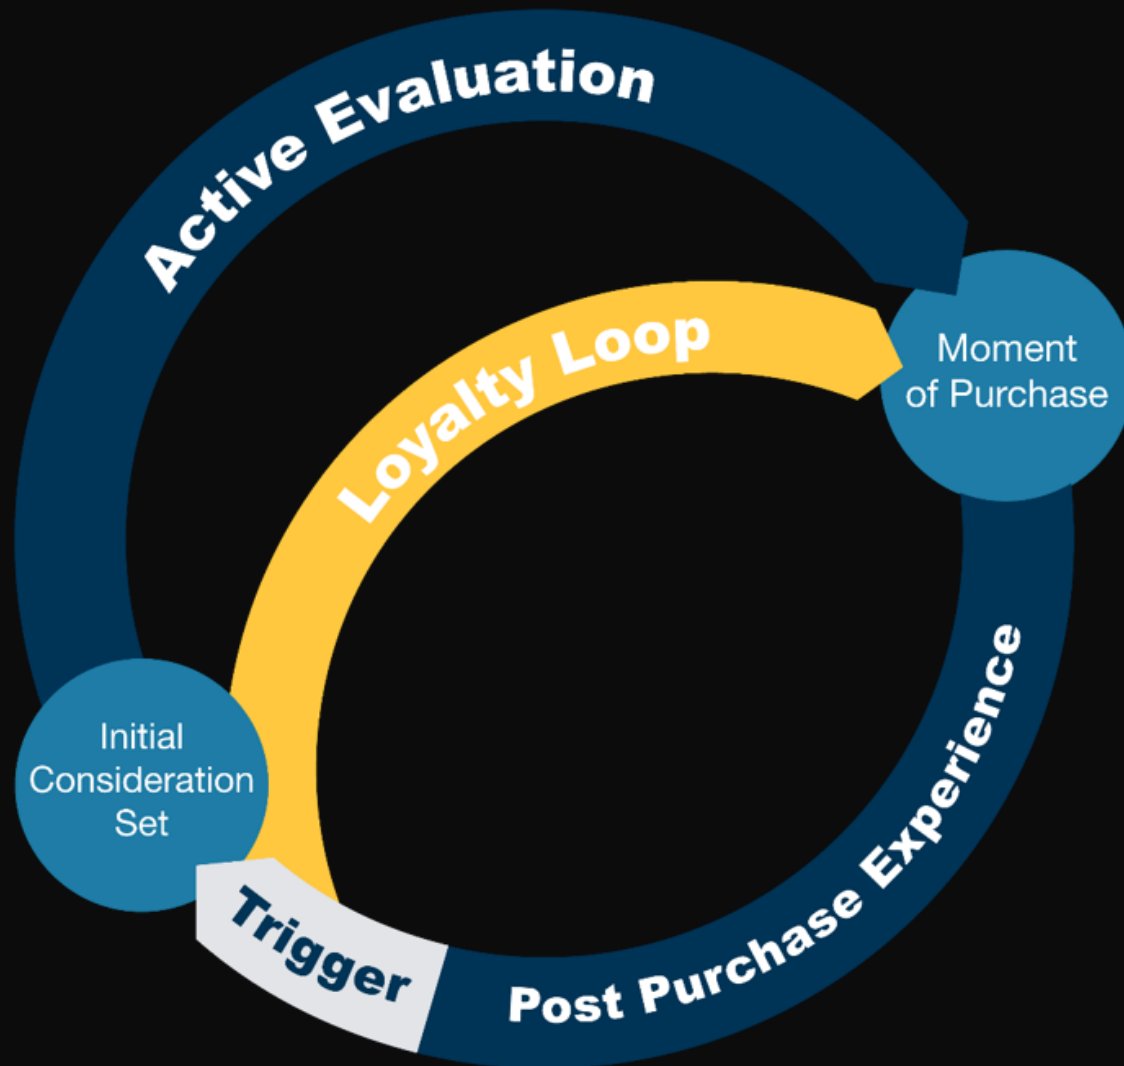 Active Evaluation
Loyalty Loop
Moment
of Purchase
Initial
Consideration
Set
Trigger
Post Purchase Experience